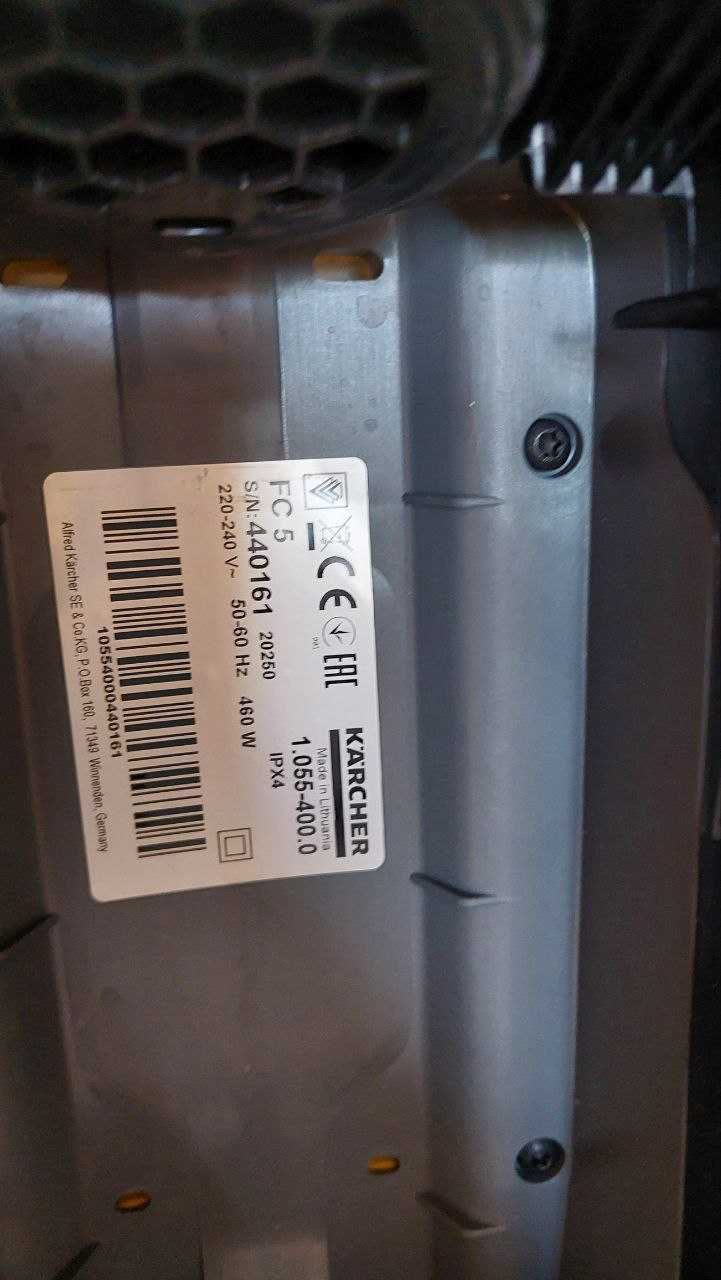 CE EAC
KÄRCHER
Made in Lithuania
FC 5
1.055-400.0
S/N: 440161 20250
IPX4
220-240 V~ 50-60 Hz 460 W
10554000440161
Alfred Kärcher SE & Co.KG, P.O.Box 160, 71349 Winnenden, Germany